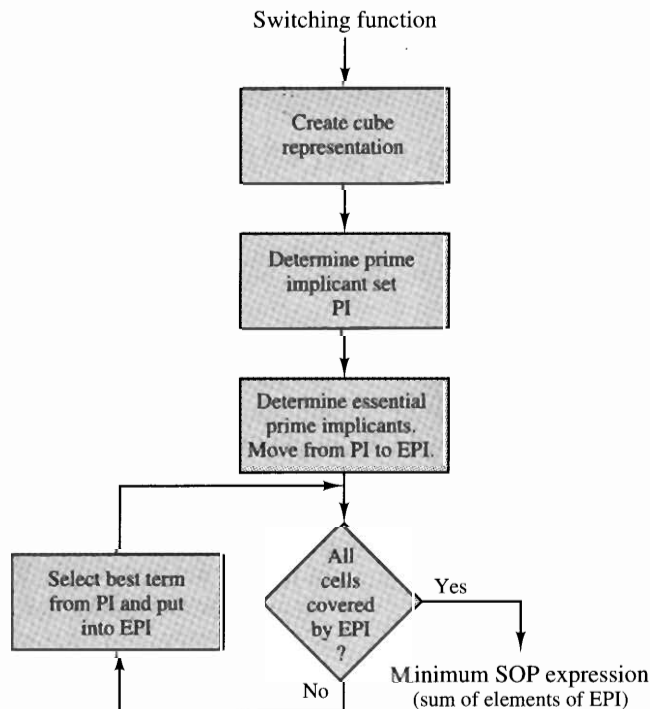 Switching function
Create cube
representation
Determine prime
implicant set
PI
Determine essential
prime implicants.
Move from PI to EPI.
Select best term
from PI and put
into EPI
All
cells
covered
by EPI
?
Yes
No
Minimum SOP expression
(sum of elements of EPI)